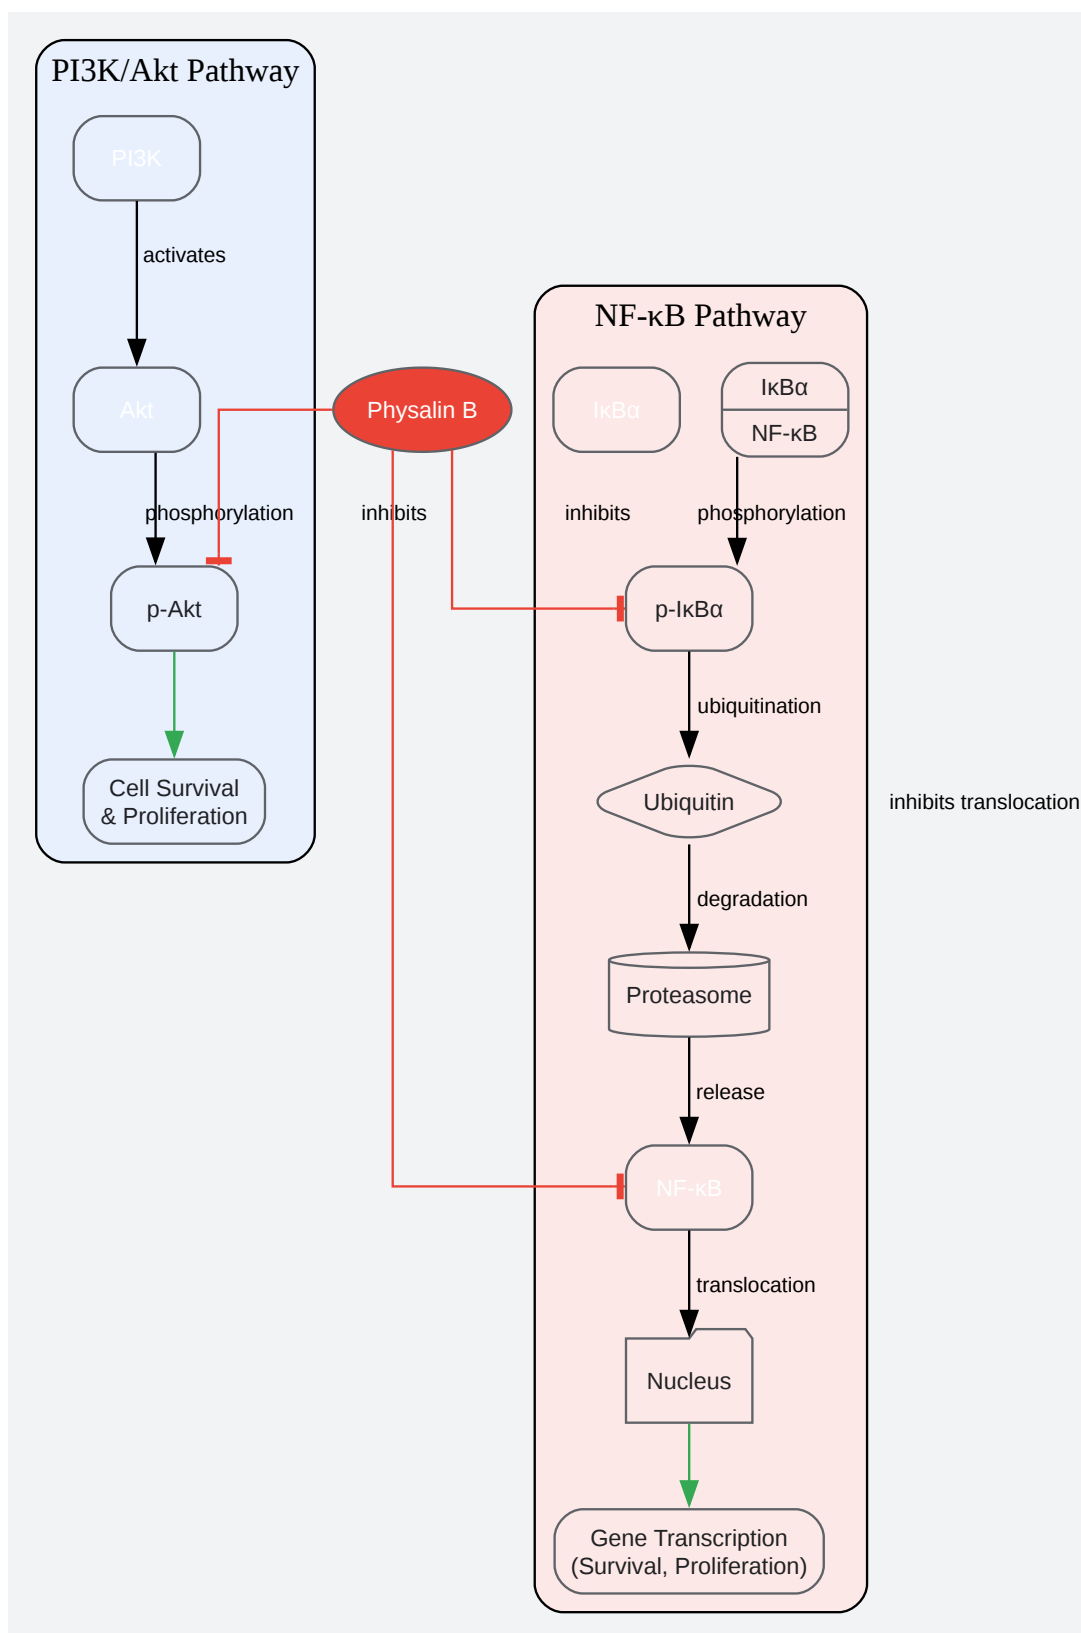 PI3K/Akt Pathway
PI3K
activates
NF-κB Pathway
Akt
Physalin B
IκBα
IκBα
NF-κB
phosphorylation
inhibits
inhibits
phosphorylation
p-Akt
p-IκBα
ubiquitination
Cell Survival
& Proliferation
Ubiquitin
inhibits translocation
degradation
Proteasome
release
NF-κB
translocation
Nucleus
Gene Transcription
(Survival, Proliferation)